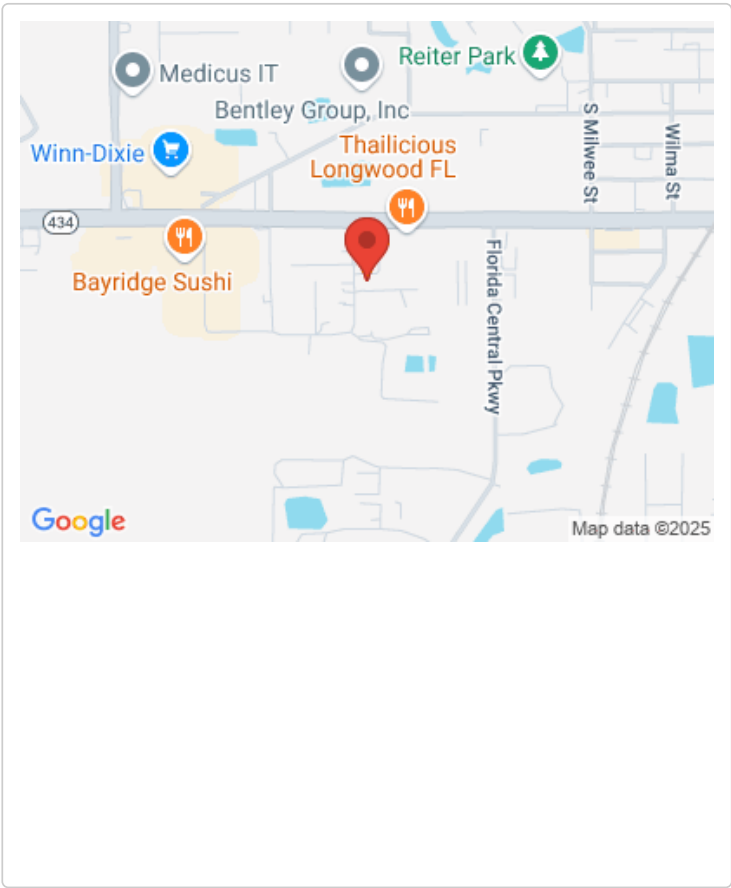 Medicus IT
Reiter Park
Bentley Group, Inc
Winn-Dixie
Thailicious
Longwood FL
S Milwee St
Wilma St
434
Bayridge Sushi
Florida Central Pkwy
Google
Map data ©2025